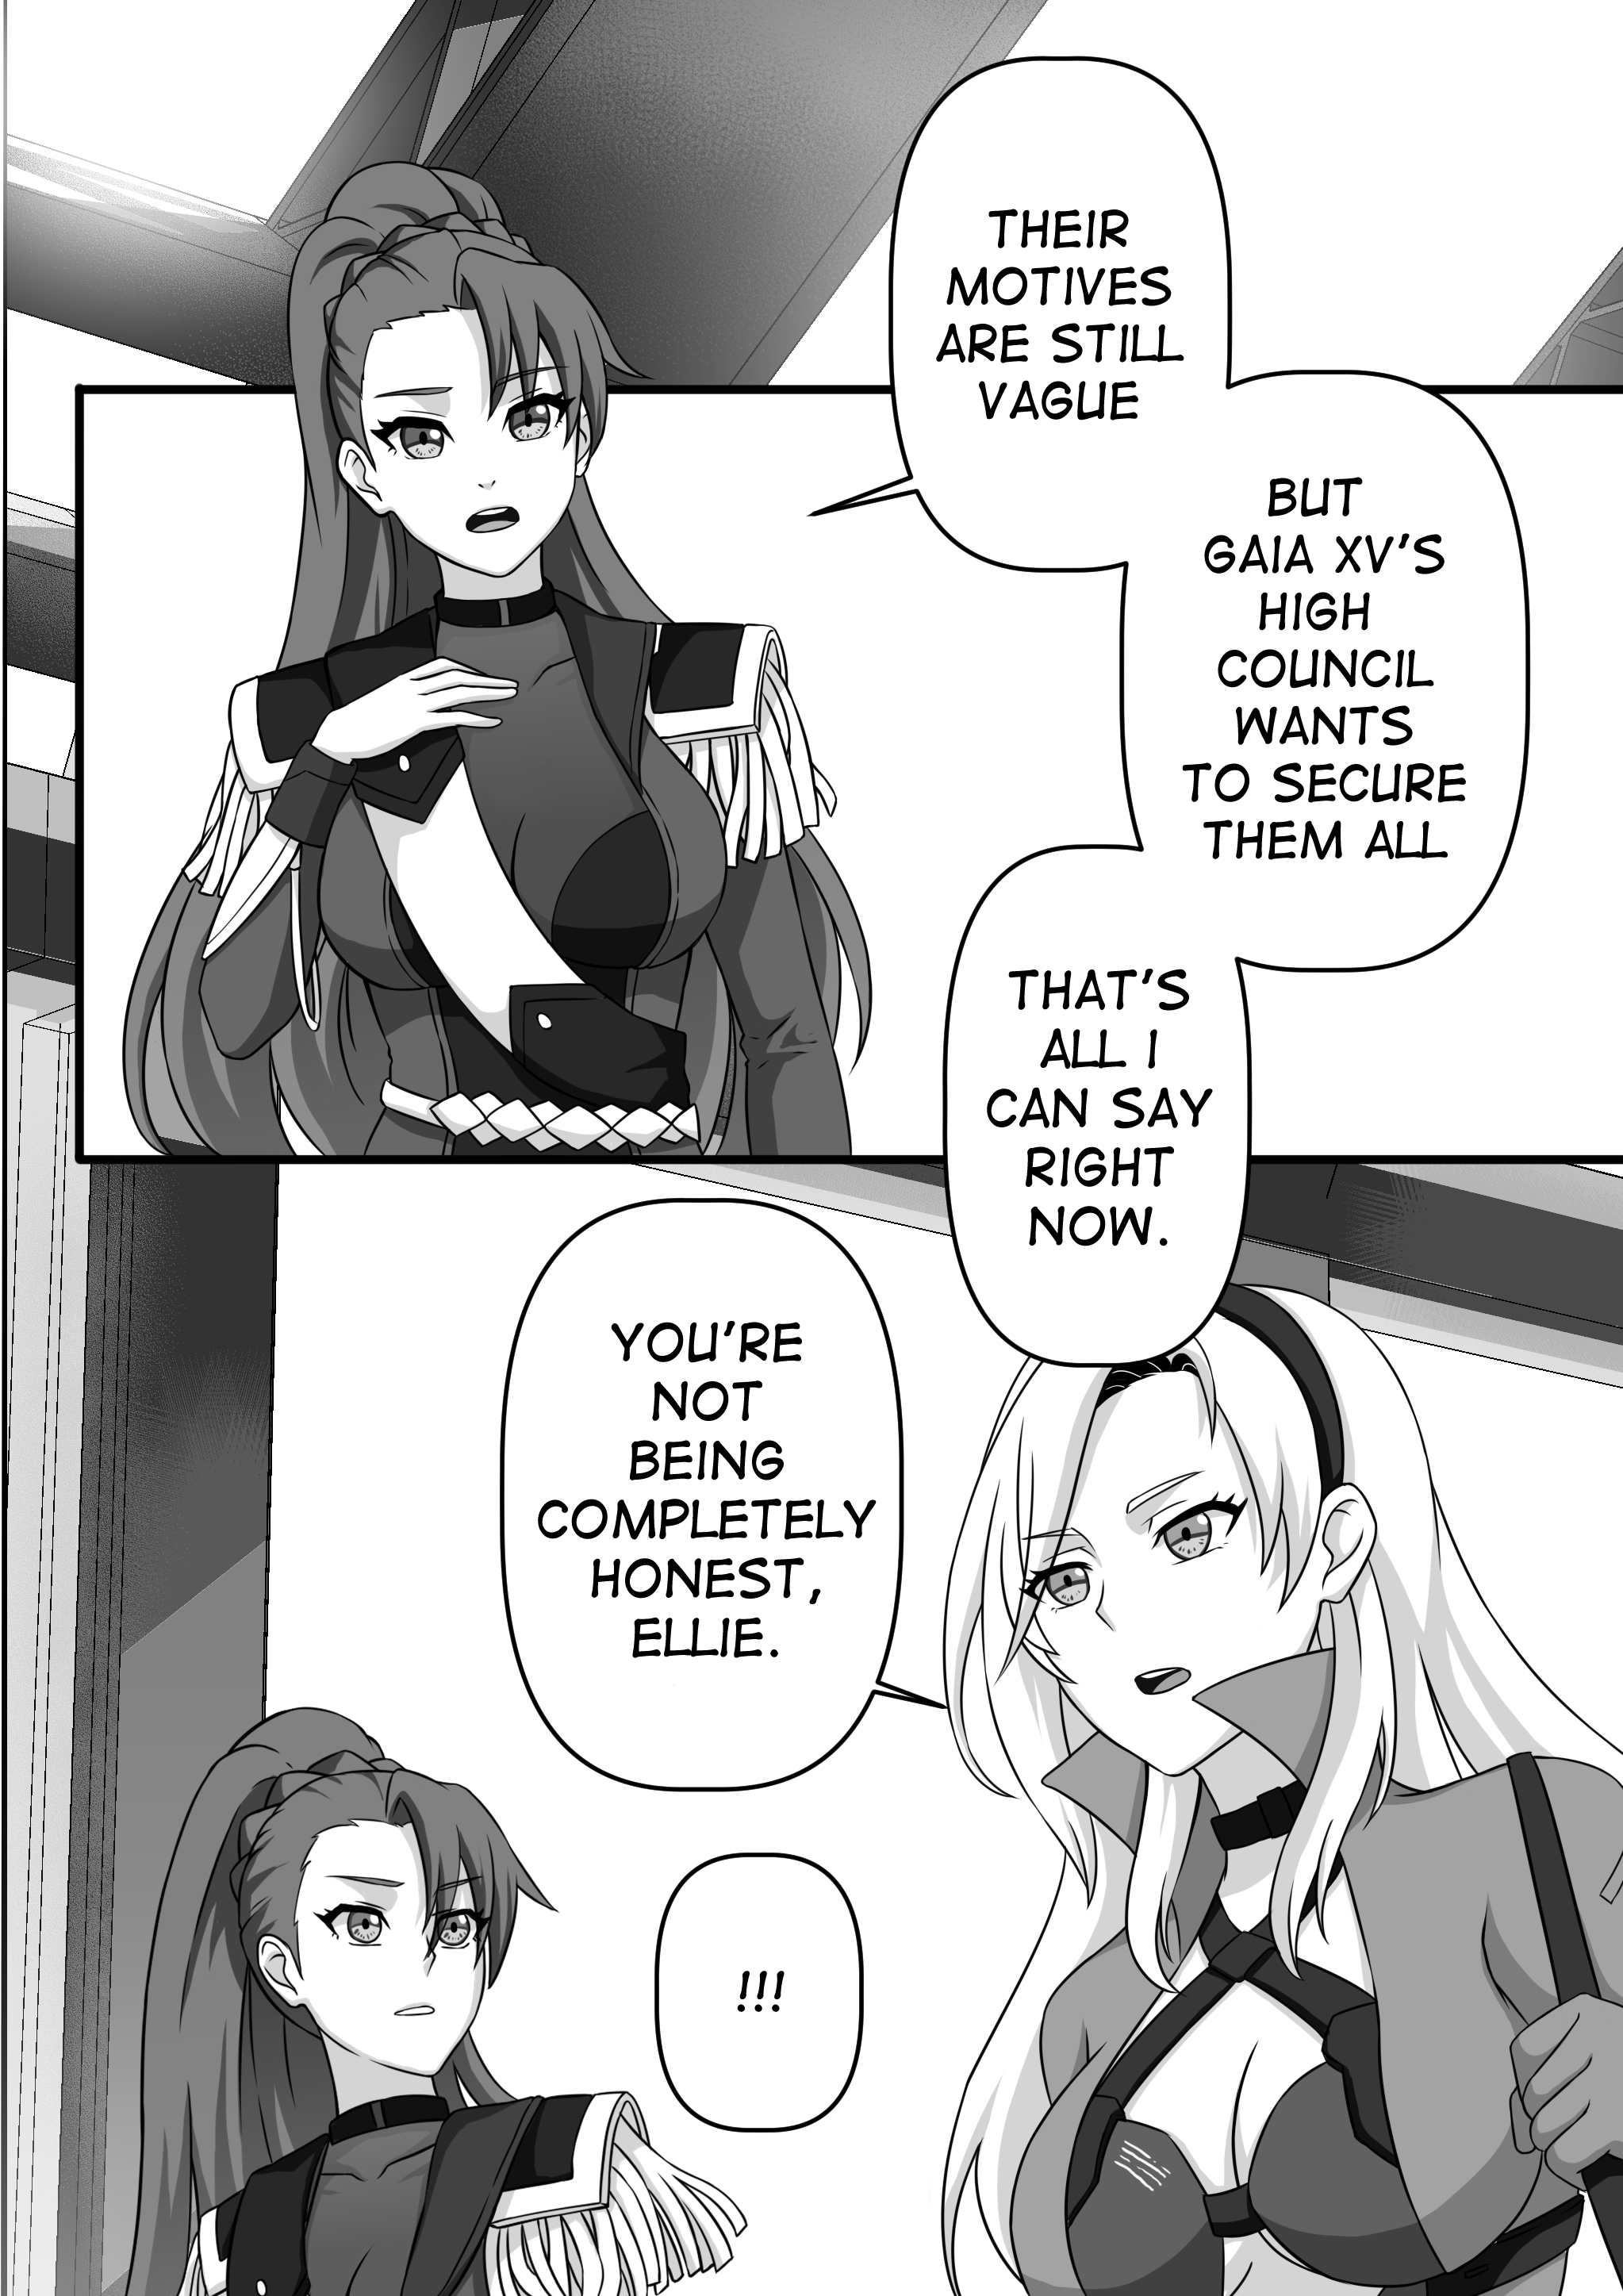 THEIR
MOTIVES
ARE STILL
VAGUE
BUT
GAIA XV'S
HIGH
COUNCIL
WANTS
TO SECURE
THEM ALL
THAT'S
ALL I
CAN SAY
RIGHT
NOW.
YOU'RE
NOT
BEING
COMPLETELY
HONEST,
ELLIE.
!!!